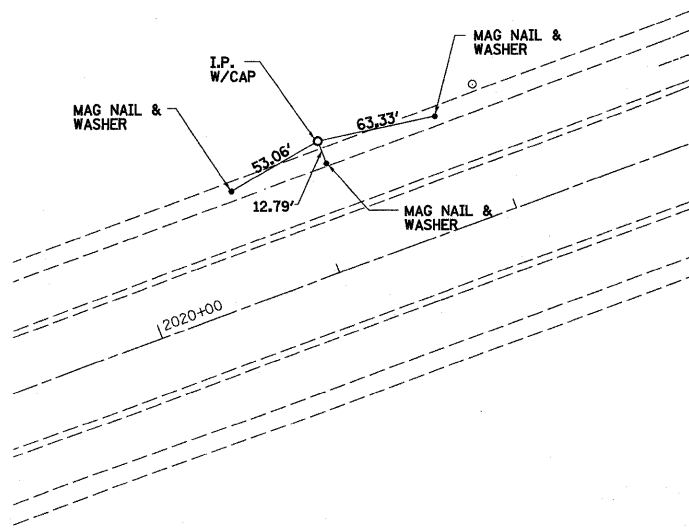 MAG NAIL &
WASHER
I.P.
W/CAP
MAG NAIL &
WASHER
63.33'
53.06'
12.79'
MAG NAIL &
WASHER
2020+00